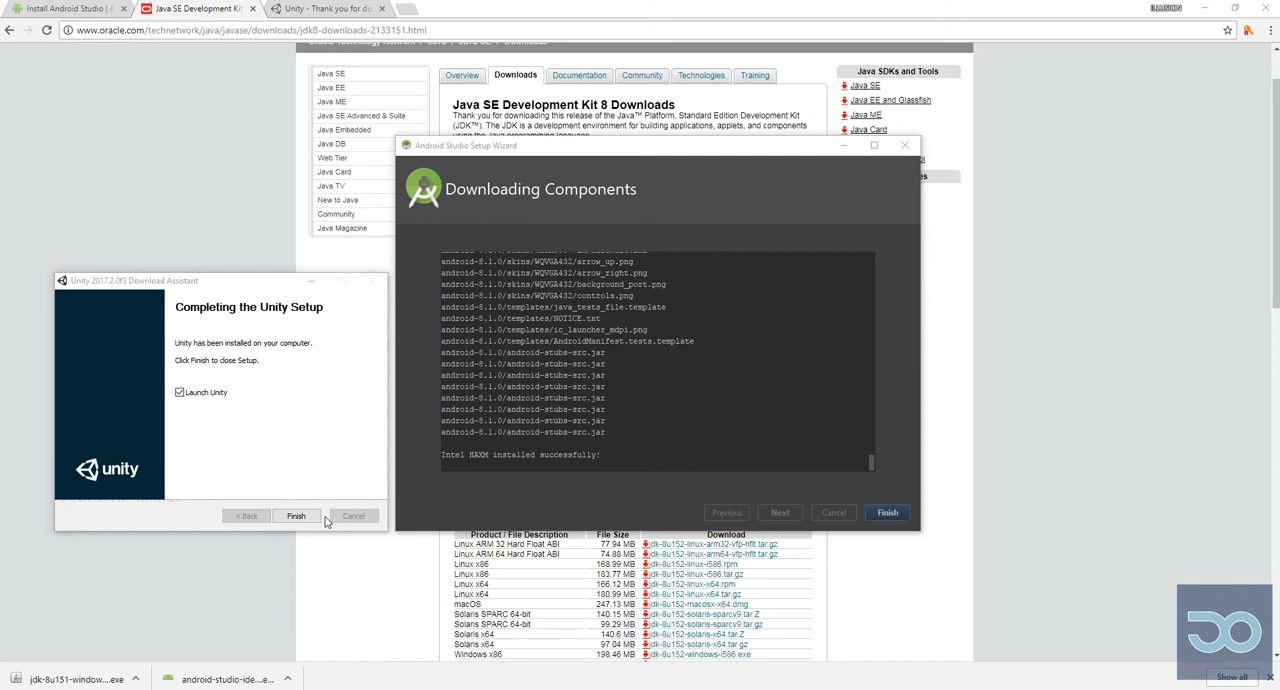 Install Android Studio | A
Java SE Development Kit
Unity - Thank you for do
ILLUSION
www.oracle.com/technetwork/java/javase/downloads/jdk8-downloads-2133151.html
Java SE
Java EE
Java ME
Java SE Advanced & Suite
Java Embedded
Java DB
Web Tier
Java Card
Java TV
New to Java
Community
Java Magazine
Overview
Downloads
Documentation
Community
Technologies
Training
Java SE Development Kit 8 Downloads
Thank you for downloading this release of the Java™ Platform, Standard Edition Development Kit
(JDK™). The JDK is a development environment for building applications, applets, and components
Java SDKs and Tools
Java SE
Java EE and Glassfish
Java ME
Java Card
Android Studio Setup Wizard
Downloading Components
android-8.1.0/skins/WQVGA432/arrow_up.png
android-8.1.0/skins/WQVGA432/arrow_right.png
android-8.1.0/skins/WQVGA432/background_port.png
android-8.1.0/skins/WQVGA432/controls.png
android-8.1.0/templates/java_tests_file.template
android-8.1.0/templates/NOTICE.txt
android-8.1.0/templates/ic_launcher_mdpi.png
android-8.1.0/templates/AndroidManifest.tests.template
android-8.1.0/android-stubs-src.jar
android-8.1.0/android-stubs-src.jar
android-8.1.0/android-stubs-src.jar
android-8.1.0/android-stubs-src.jar
android-8.1.0/android-stubs-src.jar
android-8.1.0/android-stubs-src.jar
android-8.1.0/android-stubs-src.jar
android-8.1.0/android-stubs-src.jar
Intel HAXM installed successfully!
Previous
Next
Cancel
Finish
Unity 2017.2.0f3 Download Assistant
Completing the Unity Setup
Unity has been installed on your computer.
Click Finish to close Setup.
Launch Unity
unity
< Back
Finish
Cancel
Product / File Description File Size Download
Linux ARM 32 Hard Float ABI 77.94 MB jdk-8u152-linux-arm32-vfp-hflt.tar.gz
Linux ARM 64 Hard Float ABI 74.88 MB jdk-8u152-linux-arm64-vfp-hflt.tar.gz
Linux x86 168.99 MB jdk-8u152-linux-i586.rpm
Linux x86 183.77 MB jdk-8u152-linux-i586.tar.gz
Linux x64 166.12 MB jdk-8u152-linux-x64.rpm
Linux x64 180.99 MB jdk-8u152-linux-x64.tar.gz
macOS 247.13 MB jdk-8u152-macosx-x64.dmg
Solaris SPARC 64-bit 140.15 MB jdk-8u152-solaris-sparcv9.tar.Z
Solaris SPARC 64-bit 99.29 MB jdk-8u152-solaris-sparcv9.tar.gz
Solaris x64 140.6 MB jdk-8u152-solaris-x64.tar.Z
Solaris x64 97.04 MB jdk-8u152-solaris-x64.tar.gz
Windows x86 198.46 MB jdk-8u152-windows-i586.exe
jdk-8u151-window....exe
android-studio-ide....e...
Show all